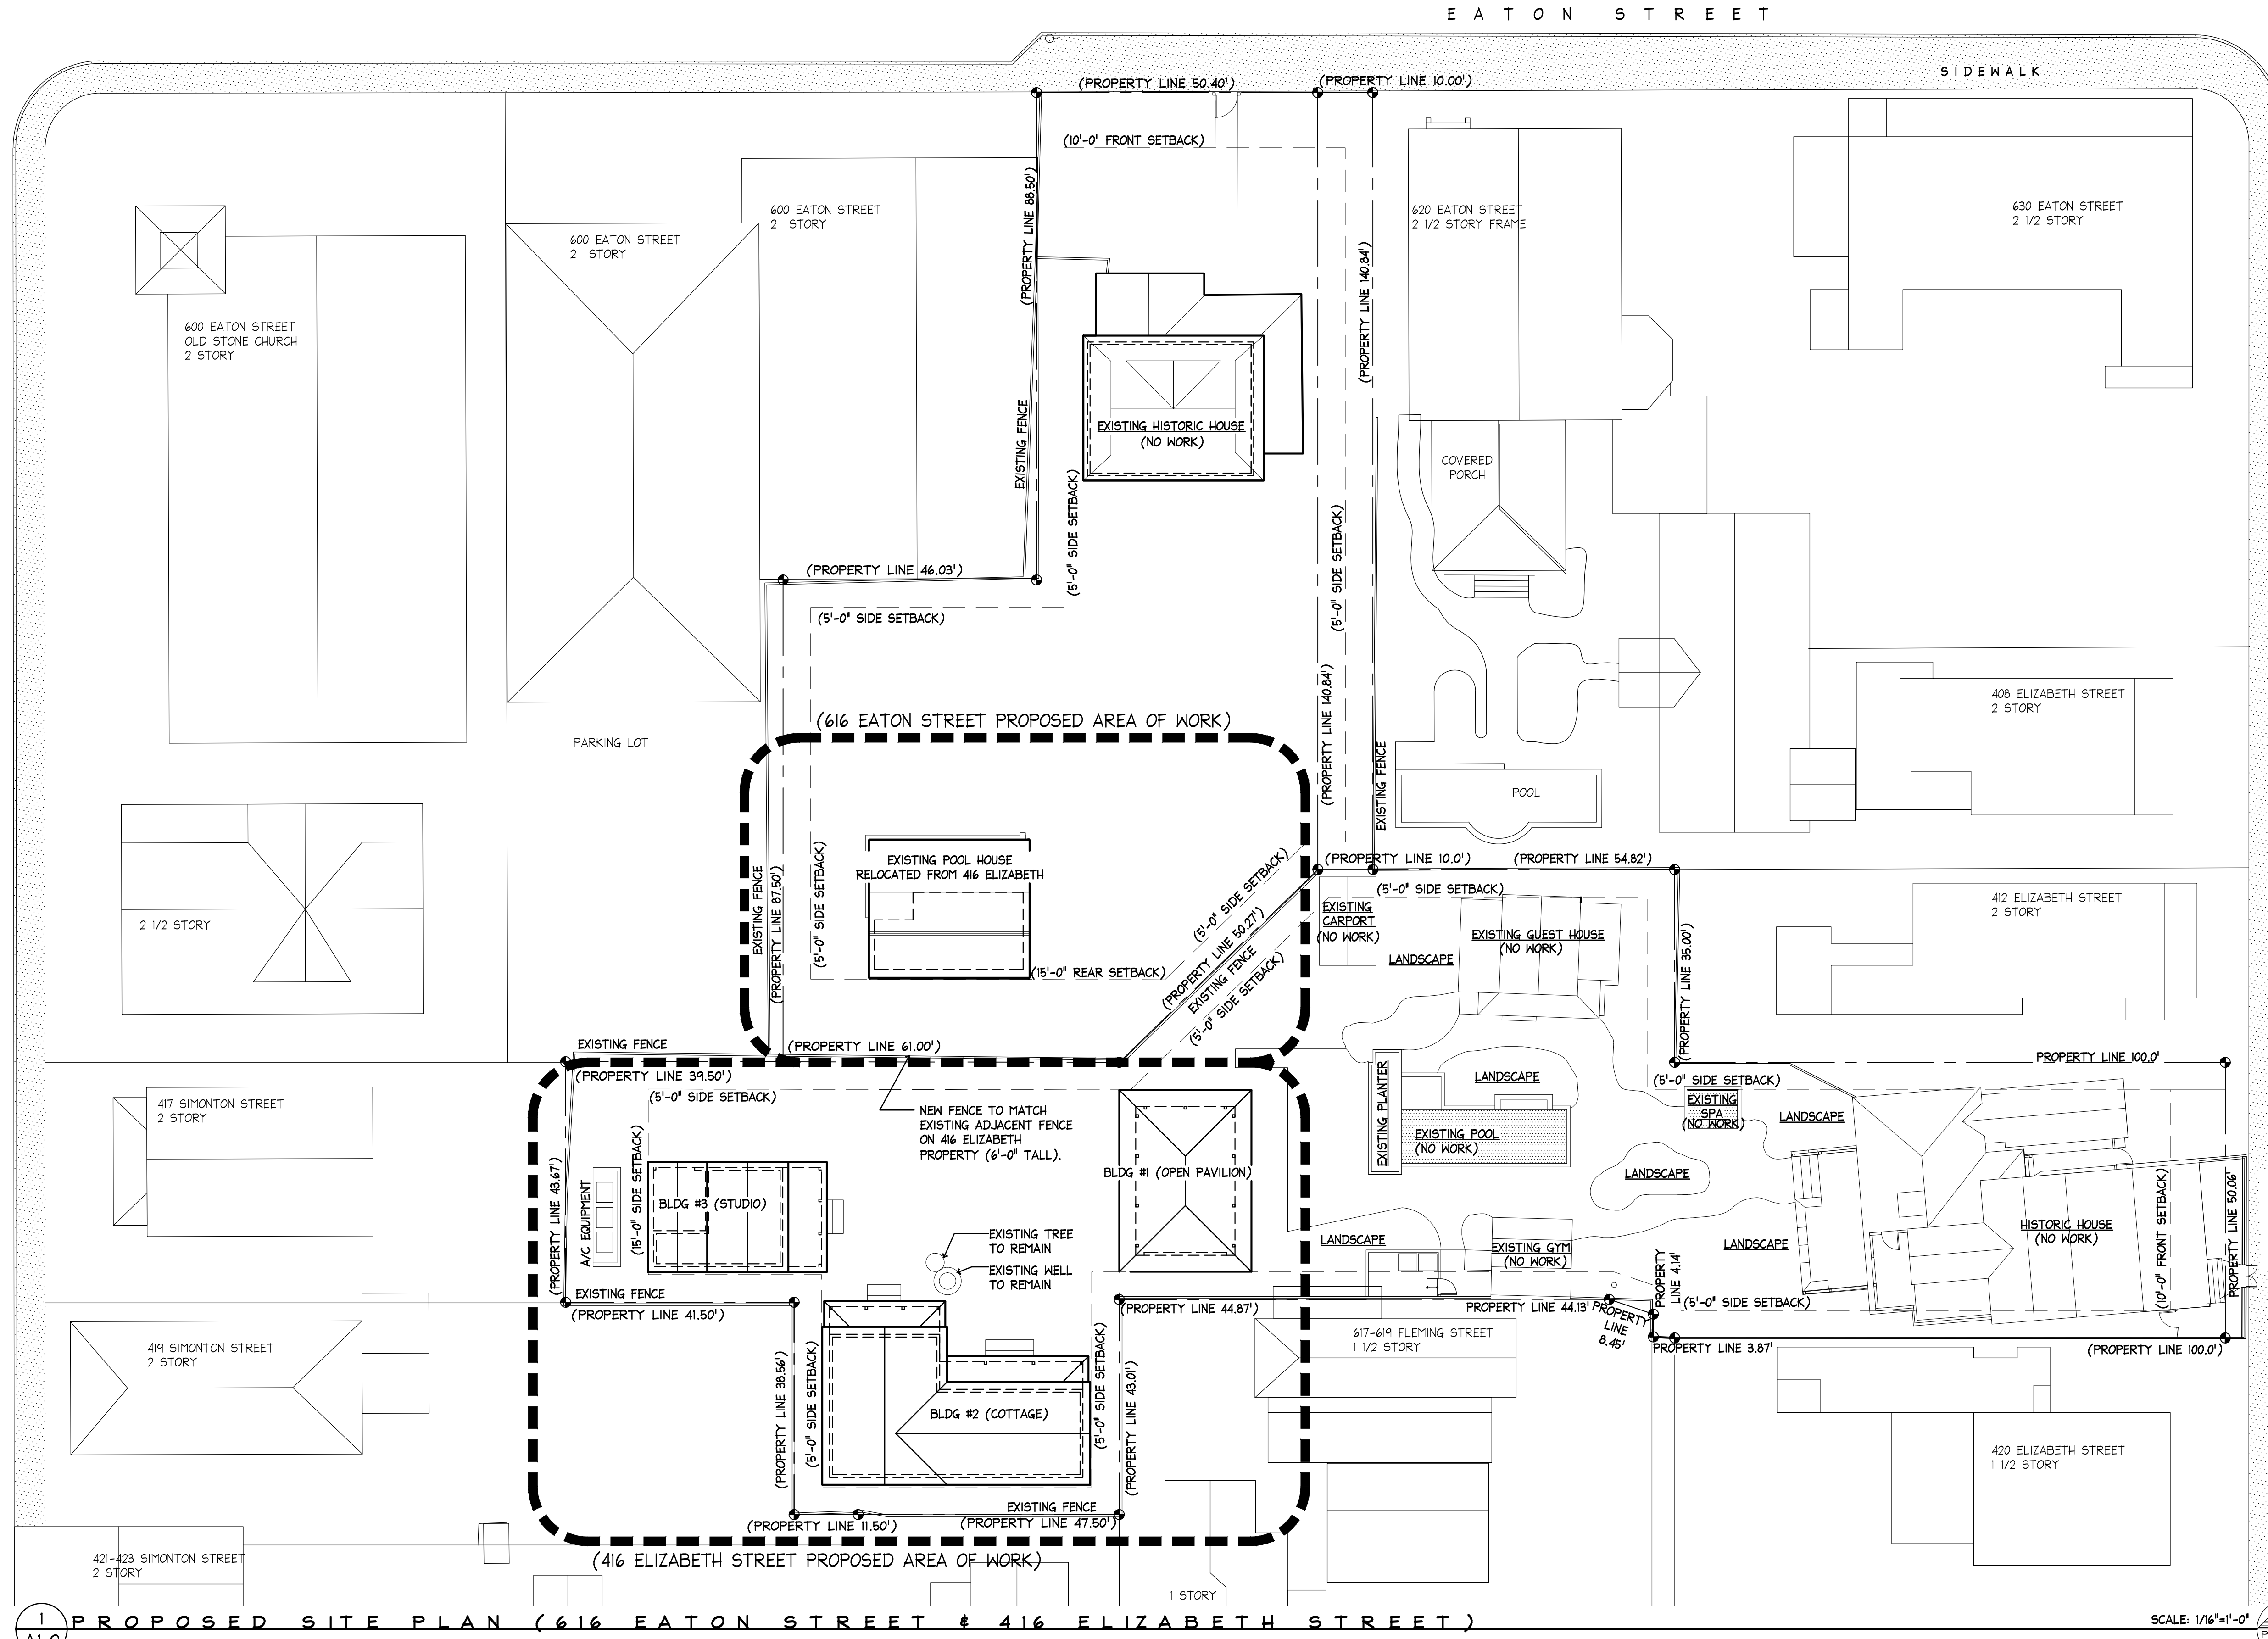 EATON STREET
SIDEWALK
(PROPERTY LINE 50.40')
(PROPERTY LINE 10.00')
(10'-0" FRONT SETBACK)
(PROPERTY LINE 88.50')
600 EATON STREET
2 STORY
600 EATON STREET
2 STORY
620 EATON STREET
2 1/2 STORY FRAME
630 EATON STREET
2 1/2 STORY
600 EATON STREET
OLD STONE CHURCH
2 STORY
(PROPERTY LINE 140.84')
EXISTING FENCE
EXISTING HISTORIC HOUSE
(NO WORK)
COVERED
PORCH
(5'-0" SIDE SETBACK)
(5'-0" SIDE SETBACK)
(PROPERTY LINE 46.03')
(5'-0" SIDE SETBACK)
(PROPERTY LINE 140.84')
408 ELIZABETH STREET
2 STORY
(616 EATON STREET PROPOSED AREA OF WORK)
PARKING LOT
EXISTING FENCE
POOL
EXISTING POOL HOUSE
RELOCATED FROM 416 ELIZABETH
(5'-0" SIDE SETBACK)
EXISTING FENCE
(PROPERTY LINE 87.50')
(5'-0" SIDE SETBACK)
(PROPERTY LINE 50.27')
EXISTING FENCE
(5'-0" SIDE SETBACK)
(15'-0" REAR SETBACK)
(PROPERTY LINE 10.0')
(PROPERTY LINE 54.82')
(5'-0" SIDE SETBACK)
EXISTING
CARPORT
(NO WORK)
EXISTING GUEST HOUSE
(NO WORK)
LANDSCAPE
(PROPERTY LINE 35.00')
412 ELIZABETH STREET
2 STORY
2 1/2 STORY
EXISTING FENCE
(PROPERTY LINE 61.00')
(PROPERTY LINE 39.50')
(5'-0" SIDE SETBACK)
PROPERTY LINE 100.0'
(5'-0" SIDE SETBACK)
LANDSCAPE
EXISTING PLANTER
EXISTING
SPA
(NO WORK)
LANDSCAPE
417 SIMONTON STREET
2 STORY
NEW FENCE TO MATCH
EXISTING ADJACENT FENCE
ON 416 ELIZABETH
PROPERTY (6'-0" TALL).
EXISTING POOL
(NO WORK)
BLDG #1 (OPEN PAVILION)
LANDSCAPE
(PROPERTY LINE 43.67')
A/C EQUIPMENT
(15'-0" SIDE SETBACK)
BLDG #3 (STUDIO)
EXISTING TREE
TO REMAIN
EXISTING WELL
TO REMAIN
LANDSCAPE
EXISTING GYM
(NO WORK)
LANDSCAPE
HISTORIC HOUSE
(NO WORK)
(10'-0" FRONT SETBACK)
PROPERTY LINE 50.06'
EXISTING FENCE
(PROPERTY LINE 41.50')
(PROPERTY LINE 44.87')
PROPERTY LINE 44.13'
PROPERTY
LINE
8.45'
PROPERTY
LINE 4.14'
(5'-0" SIDE SETBACK)
PROPERTY LINE 3.87'
(PROPERTY LINE 100.0')
419 SIMONTON STREET
2 STORY
617-619 FLEMING STREET
1 1/2 STORY
(PROPERTY LINE 38.56')
(5'-0" SIDE SETBACK)
BLDG #2 (COTTAGE)
(5'-0" SIDE SETBACK)
(PROPERTY LINE 43.01')
420 ELIZABETH STREET
1 1/2 STORY
EXISTING FENCE
(PROPERTY LINE 11.50')
(PROPERTY LINE 47.50')
(416 ELIZABETH STREET PROPOSED AREA OF WORK)
421-423 SIMONTON STREET
2 STORY
1 STORY
1
PROPOSED SITE PLAN (616 EATON STREET & 416 ELIZABETH STREET)
SCALE: 1/16"=1'-0"